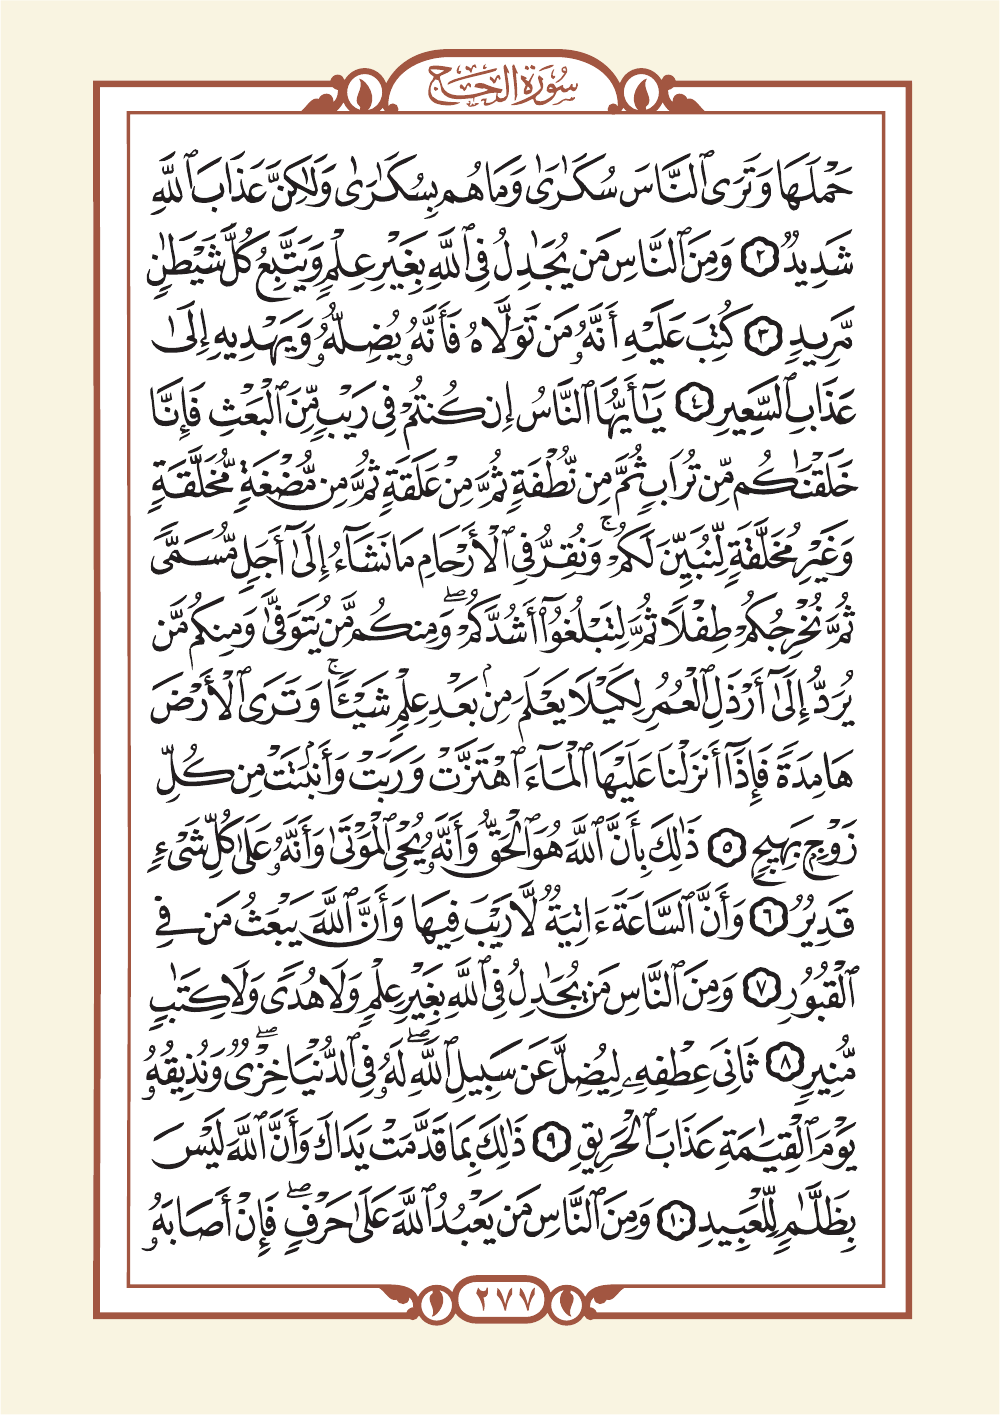 سُورَةُ الحَج
حَمْلَهَا وَتَرَى ٱلنَّاسَ سُكَٰرَىٰ وَمَا هُم بِسُكَٰرَىٰ وَلَٰكِنَّ عَذَابَ ٱللَّهِ
شَدِيدٌ ٢ وَمِنَ ٱلنَّاسِ مَن يُجَٰدِلُ فِي ٱللَّهِ بِغَيْرِ عِلْمٍ وَيَتَّبِعُ كُلَّ شَيْطَٰنٍ
مَّرِيدٍ ٣ كُتِبَ عَلَيْهِ أَنَّهُۥ مَن تَوَلَّاهُ فَأَنَّهُۥ يُضِلُّهُۥ وَيَهْدِيهِ إِلَىٰ
عَذَابِ ٱلسَّعِيرِ ٤ يَٰٓأَيُّهَا ٱلنَّاسُ إِن كُنتُمْ فِي رَيْبٍ مِّنَ ٱلْبَعْثِ فَإِنَّا
خَلَقْنَٰكُم مِّن تُرَابٍ ثُمَّ مِن نُّطْفَةٍ ثُمَّ مِنْ عَلَقَةٍ ثُمَّ مِن مُّضْغَةٍ مُّخَلَّقَةٍ
وَغَيْرِ مُخَلَّقَةٍ لِّنُبَيِّنَ لَكُمْ ۚ وَنُقِرُّ فِي ٱلْأَرْحَامِ مَا نَشَآءُ إِلَىٰٓ أَجَلٍ مُّسَمًّى
ثُمَّ نُخْرِجُكُمْ طِفْلًا ثُمَّ لِتَبْلُغُوٓا۟ أَشُدَّكُمْ ۖ وَمِنكُم مَّن يُتَوَفَّىٰ وَمِنكُم مَّن
يُرَدُّ إِلَىٰٓ أَرْذَلِ ٱلْعُمُرِ لِكَيْلَا يَعْلَمَ مِنۢ بَعْدِ عِلْمٍ شَيْـًٔا ۚ وَتَرَى ٱلْأَرْضَ
هَامِدَةً فَإِذَآ أَنزَلْنَا عَلَيْهَا ٱلْمَآءَ ٱهْتَزَّتْ وَرَبَتْ وَأَنۢبَتَتْ مِن كُلِّ
زَوْجٍ بَهِيجٍ ٥ ذَٰلِكَ بِأَنَّ ٱللَّهَ هُوَ ٱلْحَقُّ وَأَنَّهُۥ يُحْيِ ٱلْمَوْتَىٰ وَأَنَّهُۥ عَلَىٰ كُلِّ شَيْءٍ
قَدِيرٌ ٦ وَأَنَّ ٱلسَّاعَةَ ءَاتِيَةٌ لَّا رَيْبَ فِيهَا وَأَنَّ ٱللَّهَ يَبْعَثُ مَن فِي
ٱلْقُبُورِ ٧ وَمِنَ ٱلنَّاسِ مَن يُجَٰدِلُ فِي ٱللَّهِ بِغَيْرِ عِلْمٍ وَلَا هُدًى وَلَا كِتَٰبٍ
مُّنِيرٍ ٨ ثَانِيَ عِطْفِهِۦ لِيُضِلَّ عَن سَبِيلِ ٱللَّهِ ۖ لَهُۥ فِي ٱلدُّنْيَا خِزْيٌ ۖ وَنُذِيقُهُۥ
يَوْمَ ٱلْقِيَٰمَةِ عَذَابَ ٱلْحَرِيقِ ٩ ذَٰلِكَ بِمَا قَدَّمَتْ يَدَاكَ وَأَنَّ ٱللَّهَ لَيْسَ
بِظَلَّٰمٍ لِّلْعَبِيدِ ١٠ وَمِنَ ٱلنَّاسِ مَن يَعْبُدُ ٱللَّهَ عَلَىٰ حَرْفٍ ۖ فَإِنْ أَصَابَهُۥ
٢٧٧